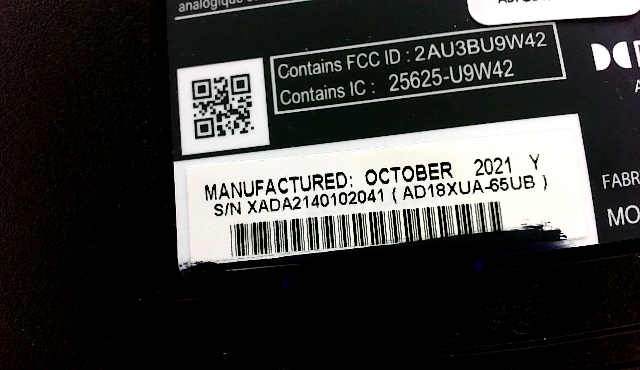 analogique
Contains FCC ID : 2AU3BU9W42
Contains IC : 25625-U9W42
MANUFACTURED: OCTOBER 2021 Y
S/N XADA2140102041 ( AD18XUA-65UB )
FABR
MO